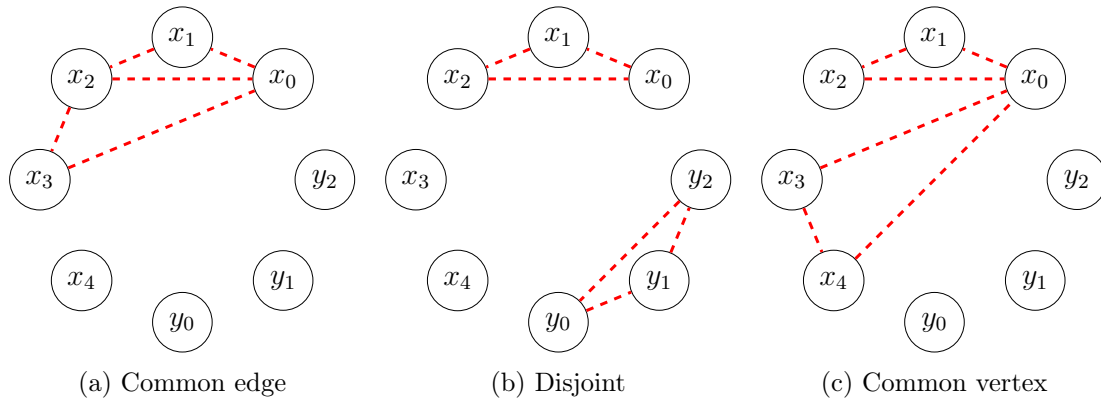 x₁ x₁ x₁
x₂ x₀ x₂ x₀ x₂ x₀
x₃ y₂ x₃ y₂ x₃ y₂
x₄ y₁ x₄ y₁ x₄ y₁
y₀ y₀ y₀
(a) Common edge (b) Disjoint (c) Common vertex